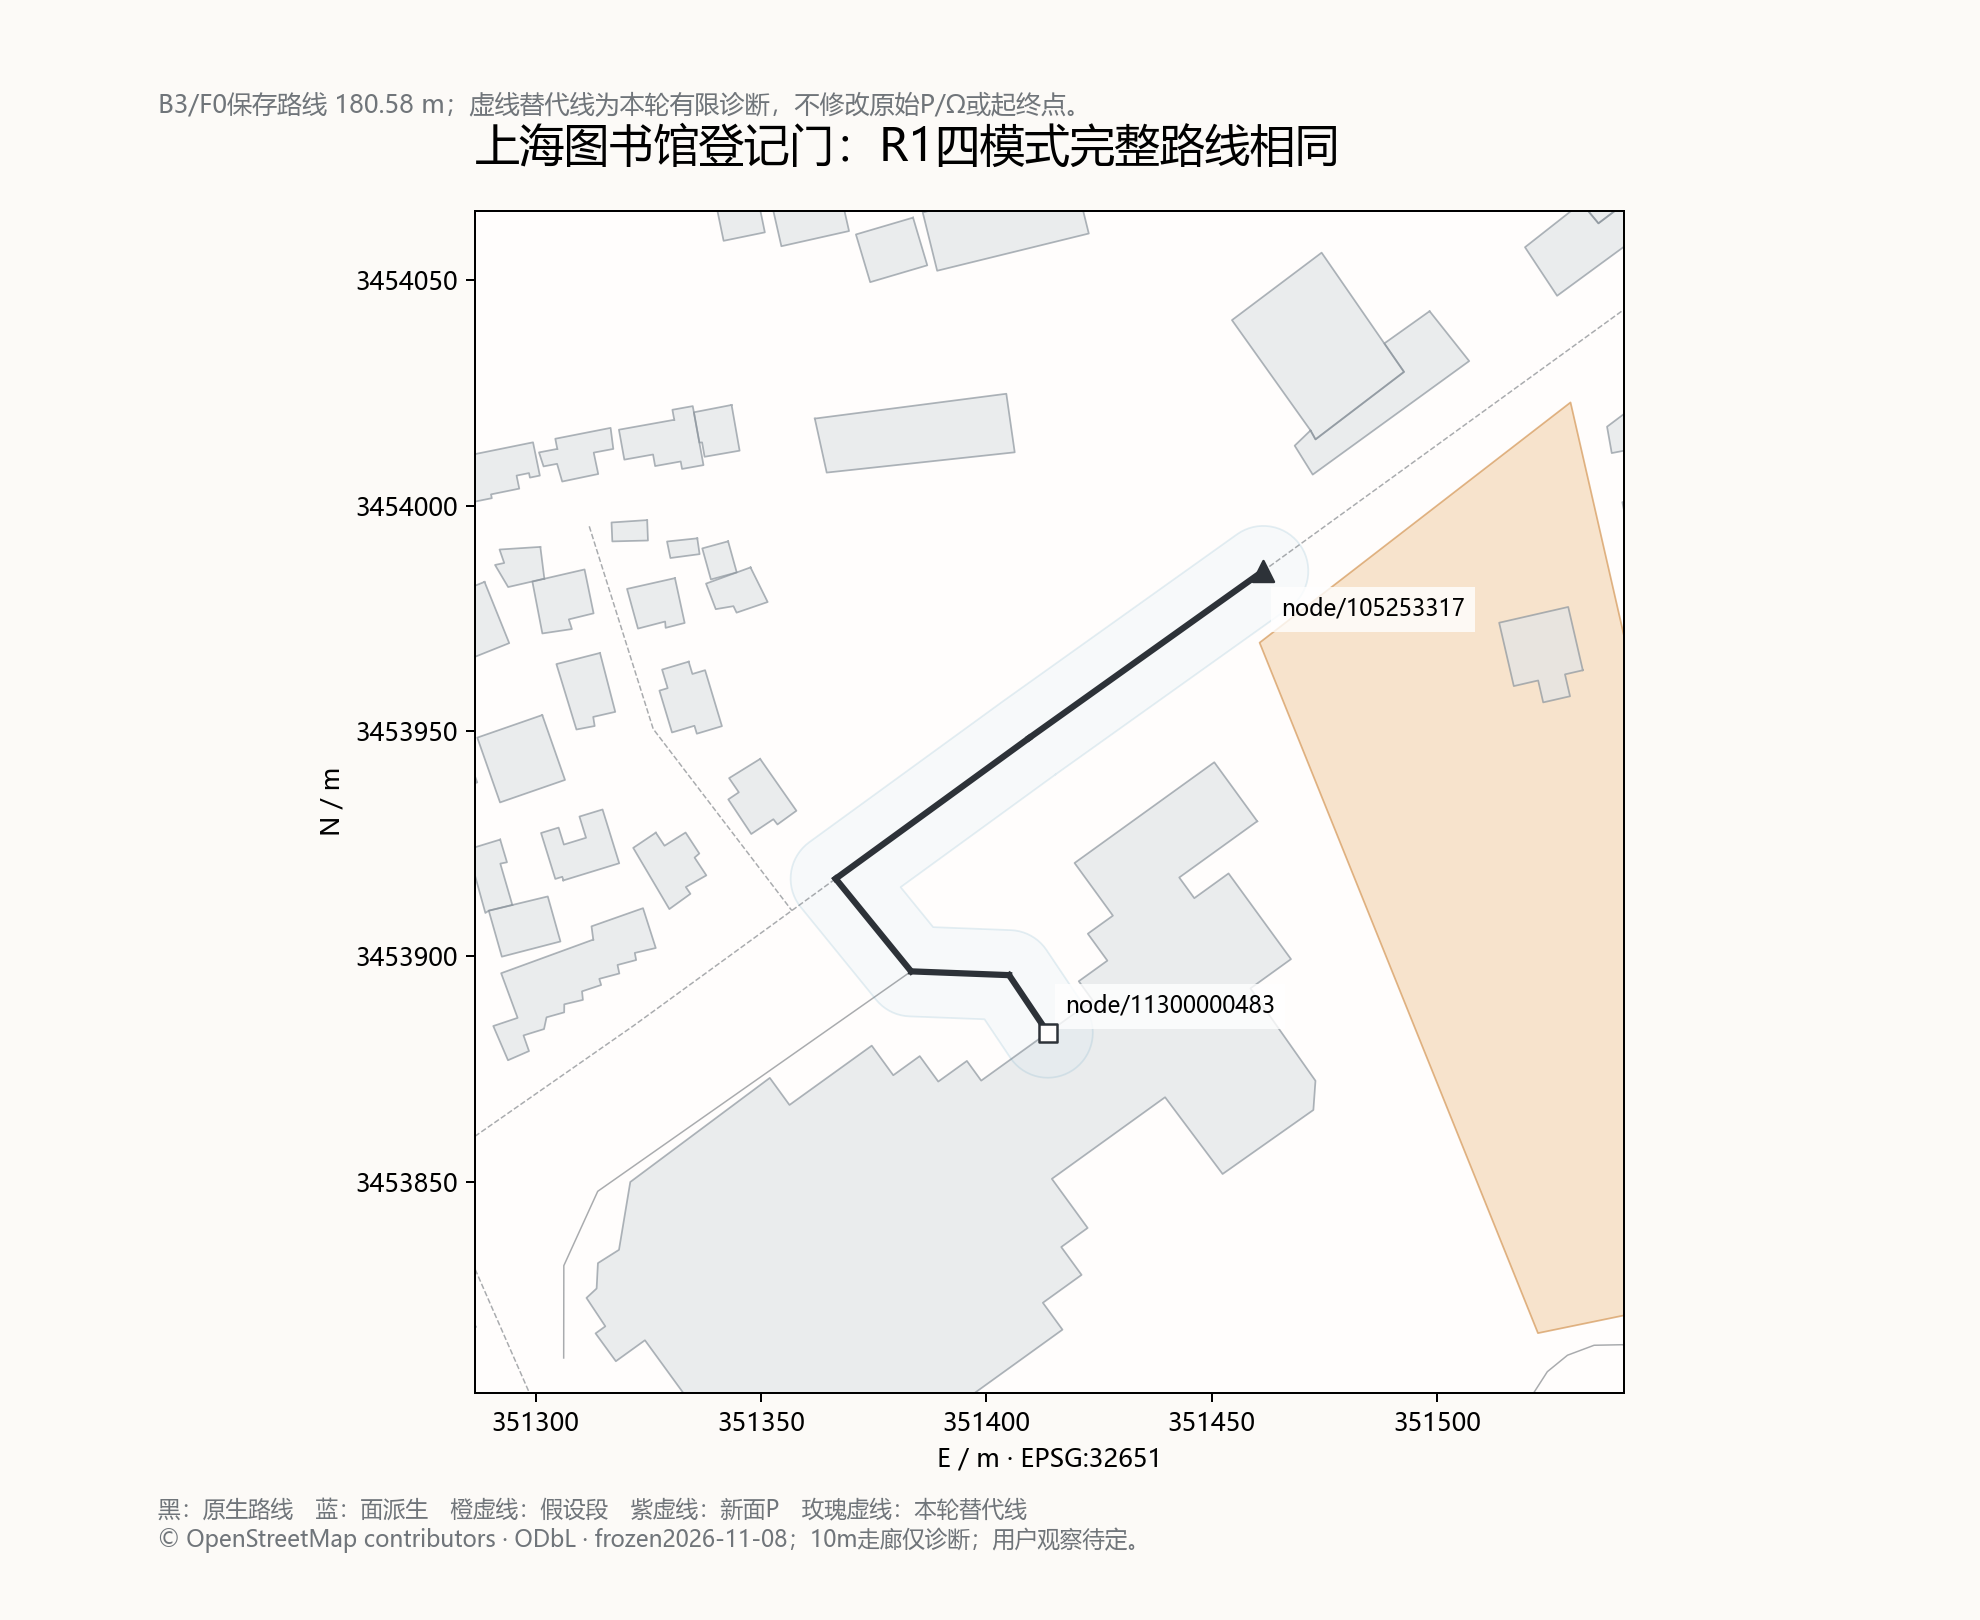 B3/F0保存路线 180.58 m；虚线替代线为本轮有限诊断，不修改原始P/Ω或起终点。
上海图书馆登记门：R1四模式完整路线相同
3454050
3454000
3453950
3453900
3453850
N / m
node/105253317
node/11300000483
351300 351350 351400 351450 351500
E / m · EPSG:32651
黑：原生路线 蓝：面派生 橙虚线：假设段 紫虚线：新面P 玫瑰虚线：本轮替代线
© OpenStreetMap contributors · ODbL · frozen2026-11-08；10m走廊仅诊断；用户观察待定。